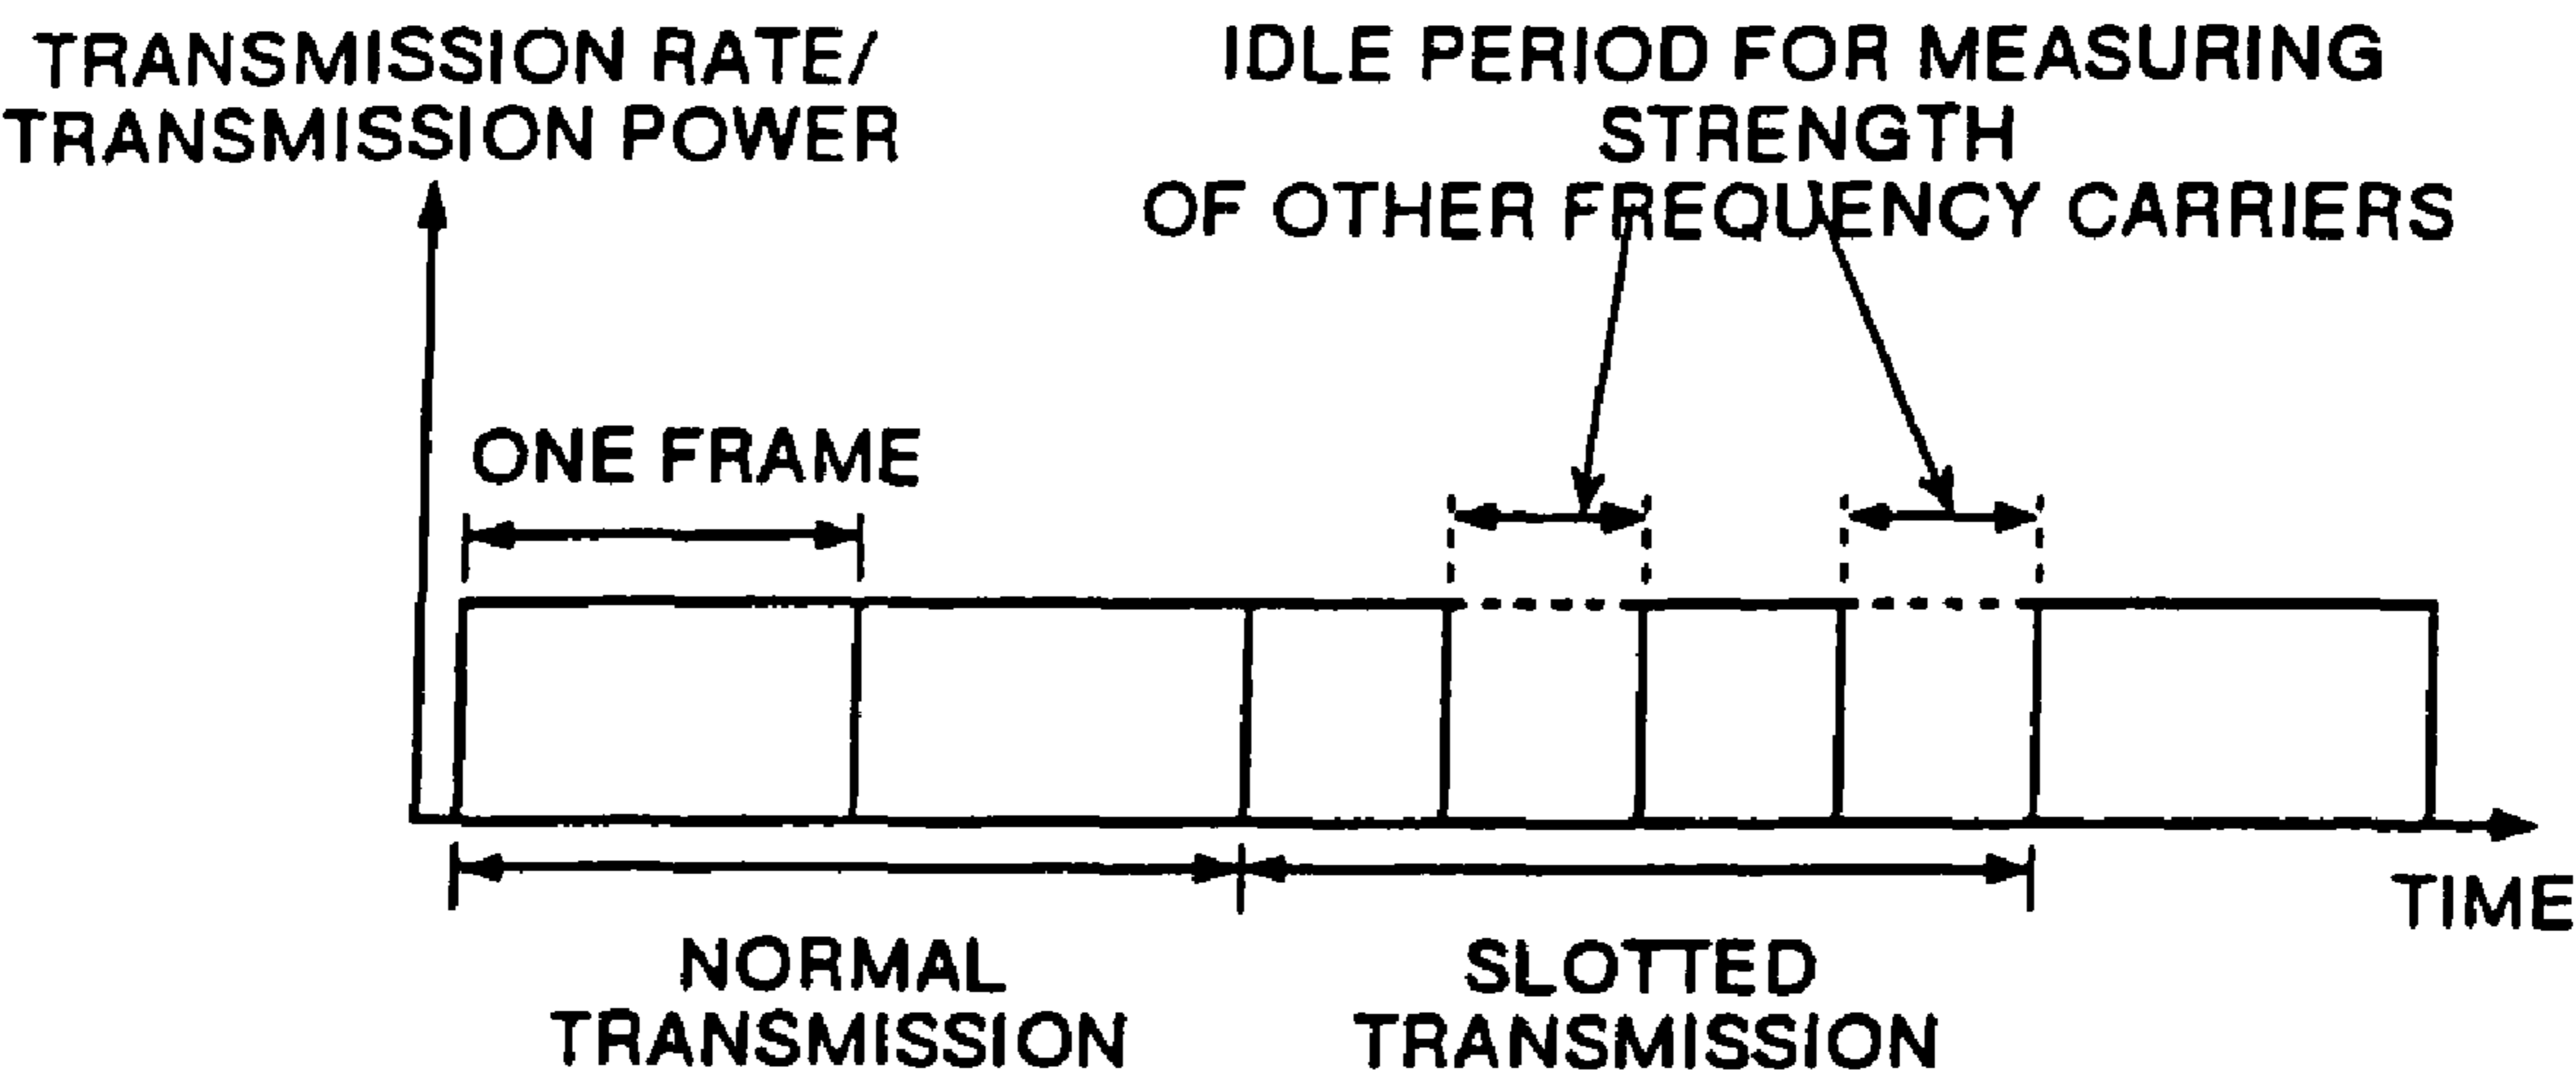 TRANSMISSION RATE/
TRANSMISSION POWER
IDLE PERIOD FOR MEASURING
STRENGTH
OF OTHER FREQUENCY CARRIERS
ONE FRAME
TIME
NORMAL
TRANSMISSION
SLOTTED
TRANSMISSION